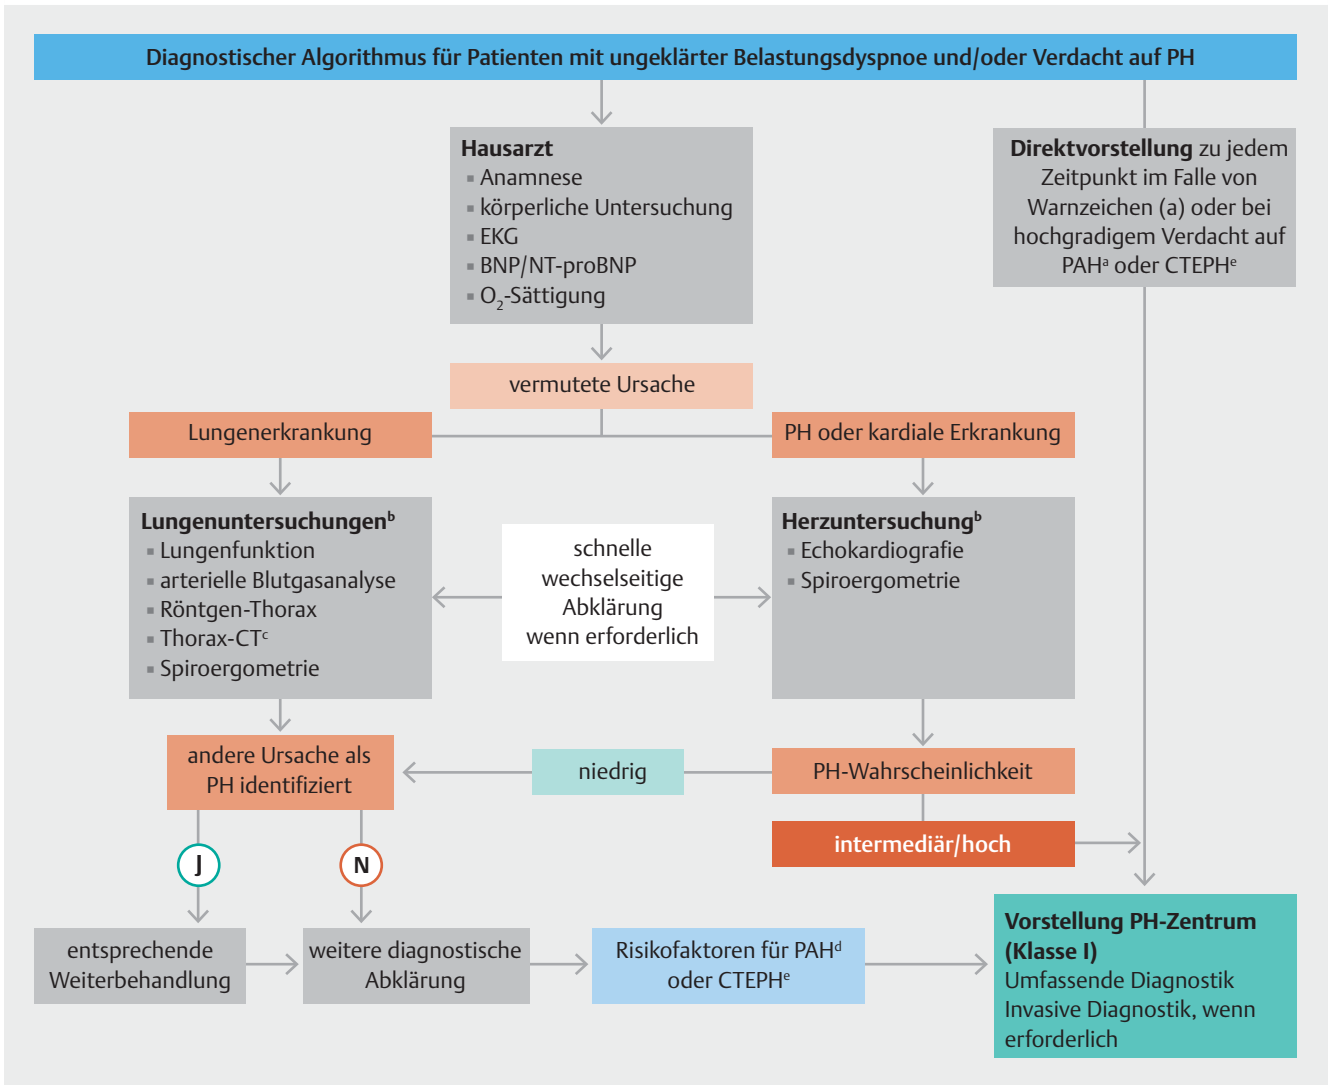 Diagnostischer Algorithmus für Patienten mit ungeklärter Belastungsdyspnoe und/oder Verdacht auf PH
Hausarzt
▪ Anamnese
▪ körperliche Untersuchung
▪ EKG
▪ BNP/NT-proBNP
▪ O₂-Sättigung
Direktvorstellung zu jedem
Zeitpunkt im Falle von
Warnzeichen (a) oder bei
hochgradigem Verdacht auf
PAHᵃ oder CTEPHᵉ
vermutete Ursache
Lungenerkrankung
PH oder kardiale Erkrankung
Lungenuntersuchungenᵇ
▪ Lungenfunktion
▪ arterielle Blutgasanalyse
▪ Röntgen-Thorax
▪ Thorax-CTᶜ
▪ Spiroergometrie
schnelle
wechselseitige
Abklärung
wenn erforderlich
Herzuntersuchungᵇ
▪ Echokardiografie
▪ Spiroergometrie
andere Ursache als
PH identifiziert
niedrig
PH-Wahrscheinlichkeit
intermediär/hoch
J
N
entsprechende
Weiterbehandlung
weitere diagnostische
Abklärung
Risikofaktoren für PAHᵈ
oder CTEPHᵉ
Vorstellung PH-Zentrum
(Klasse I)
Umfassende Diagnostik
Invasive Diagnostik, wenn
erforderlich